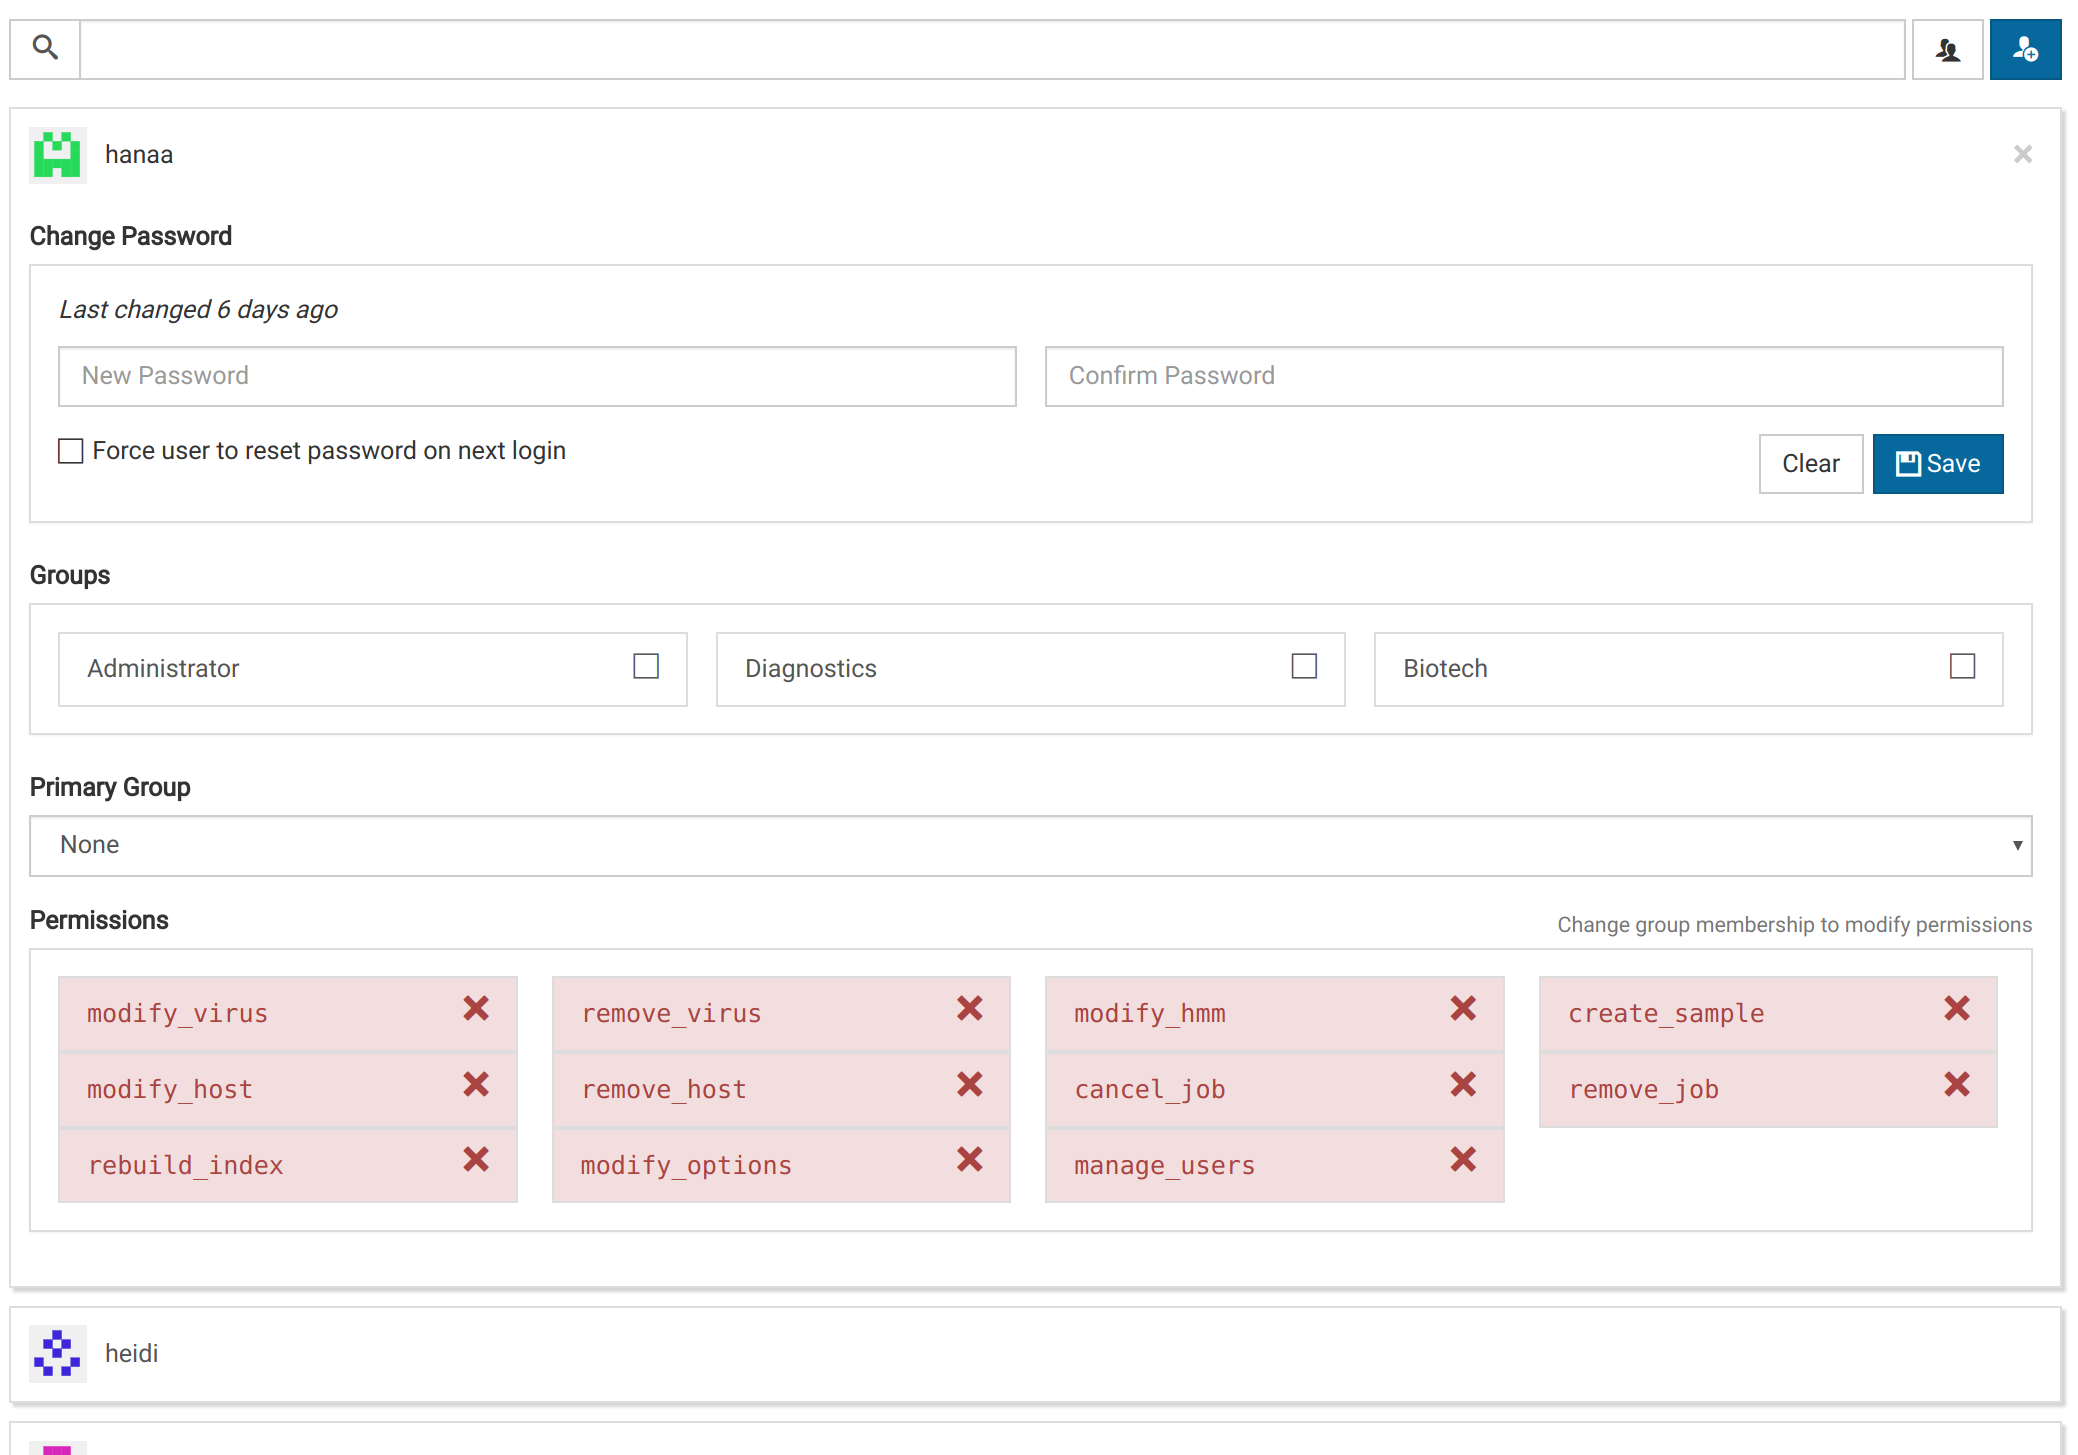 hanaa
Change Password
Last changed 6 days ago
New Password Confirm Password
Force user to reset password on next login Clear Save
Groups
Administrator Diagnostics Biotech
Primary Group
None
Permissions Change group membership to modify permissions
modify_virus remove_virus modify_hmm create_sample
modify_host remove_host cancel_job remove_job
rebuild_index modify_options manage_users
heidi